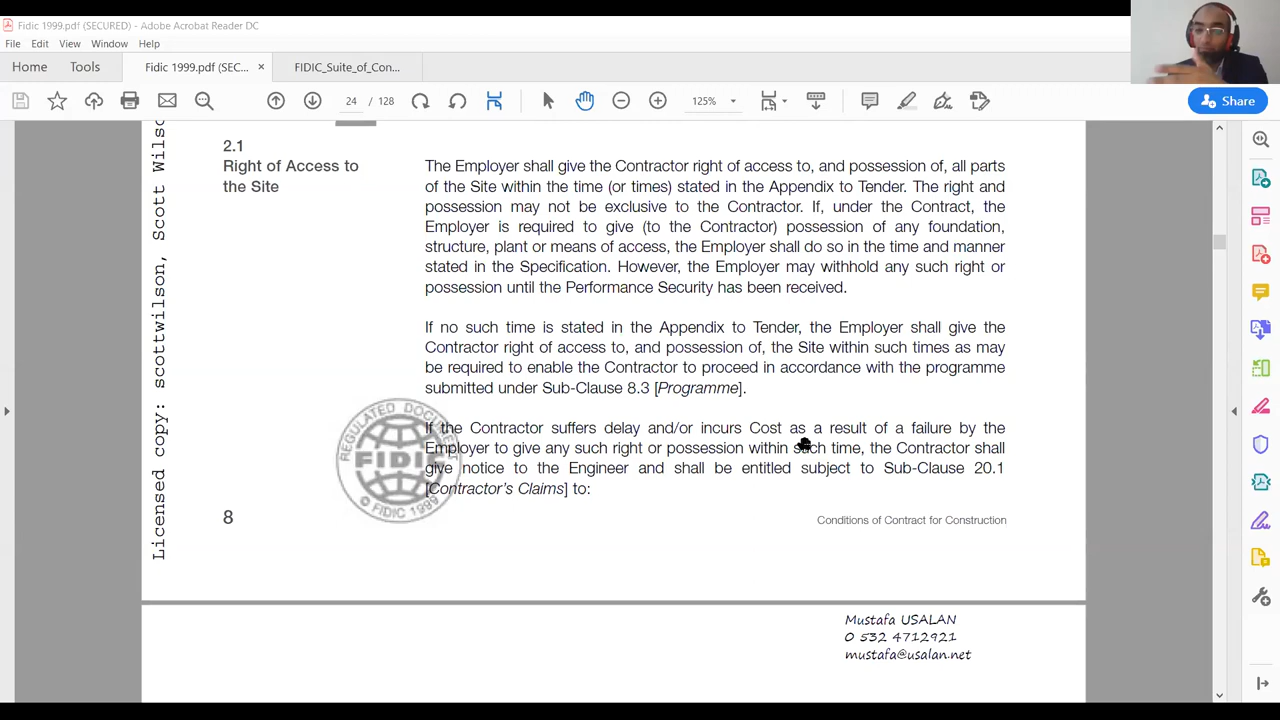 Fidic 1999.pdf (SECURED) - Adobe Acrobat Reader DC
File Edit View Window Help
Home Tools Fidic 1999.pdf (SEC... × FIDIC_Suite_of_Con...
24 / 128 125% Share
2.1
Right of Access to
the Site
The Employer shall give the Contractor right of access to, and possession of, all parts
of the Site within the time (or times) stated in the Appendix to Tender. The right and
possession may not be exclusive to the Contractor. If, under the Contract, the
Employer is required to give (to the Contractor) possession of any foundation,
structure, plant or means of access, the Employer shall do so in the time and manner
stated in the Specification. However, the Employer may withhold any such right or
possession until the Performance Security has been received.
If no such time is stated in the Appendix to Tender, the Employer shall give the
Contractor right of access to, and possession of, the Site within such times as may
be required to enable the Contractor to proceed in accordance with the programme
submitted under Sub-Clause 8.3 [Programme].
If the Contractor suffers delay and/or incurs Cost as a result of a failure by the
Employer to give any such right or possession within such time, the Contractor shall
give notice to the Engineer and shall be entitled subject to Sub-Clause 20.1
[Contractor's Claims] to:
8
Conditions of Contract for Construction
Licensed copy: scottwilson, Scott Wilso
REGULATED DOCUMENT
FIDIC
© FIDIC 1999
Mustafa USALAN
0 532 4712921
mustafa@usalan.net